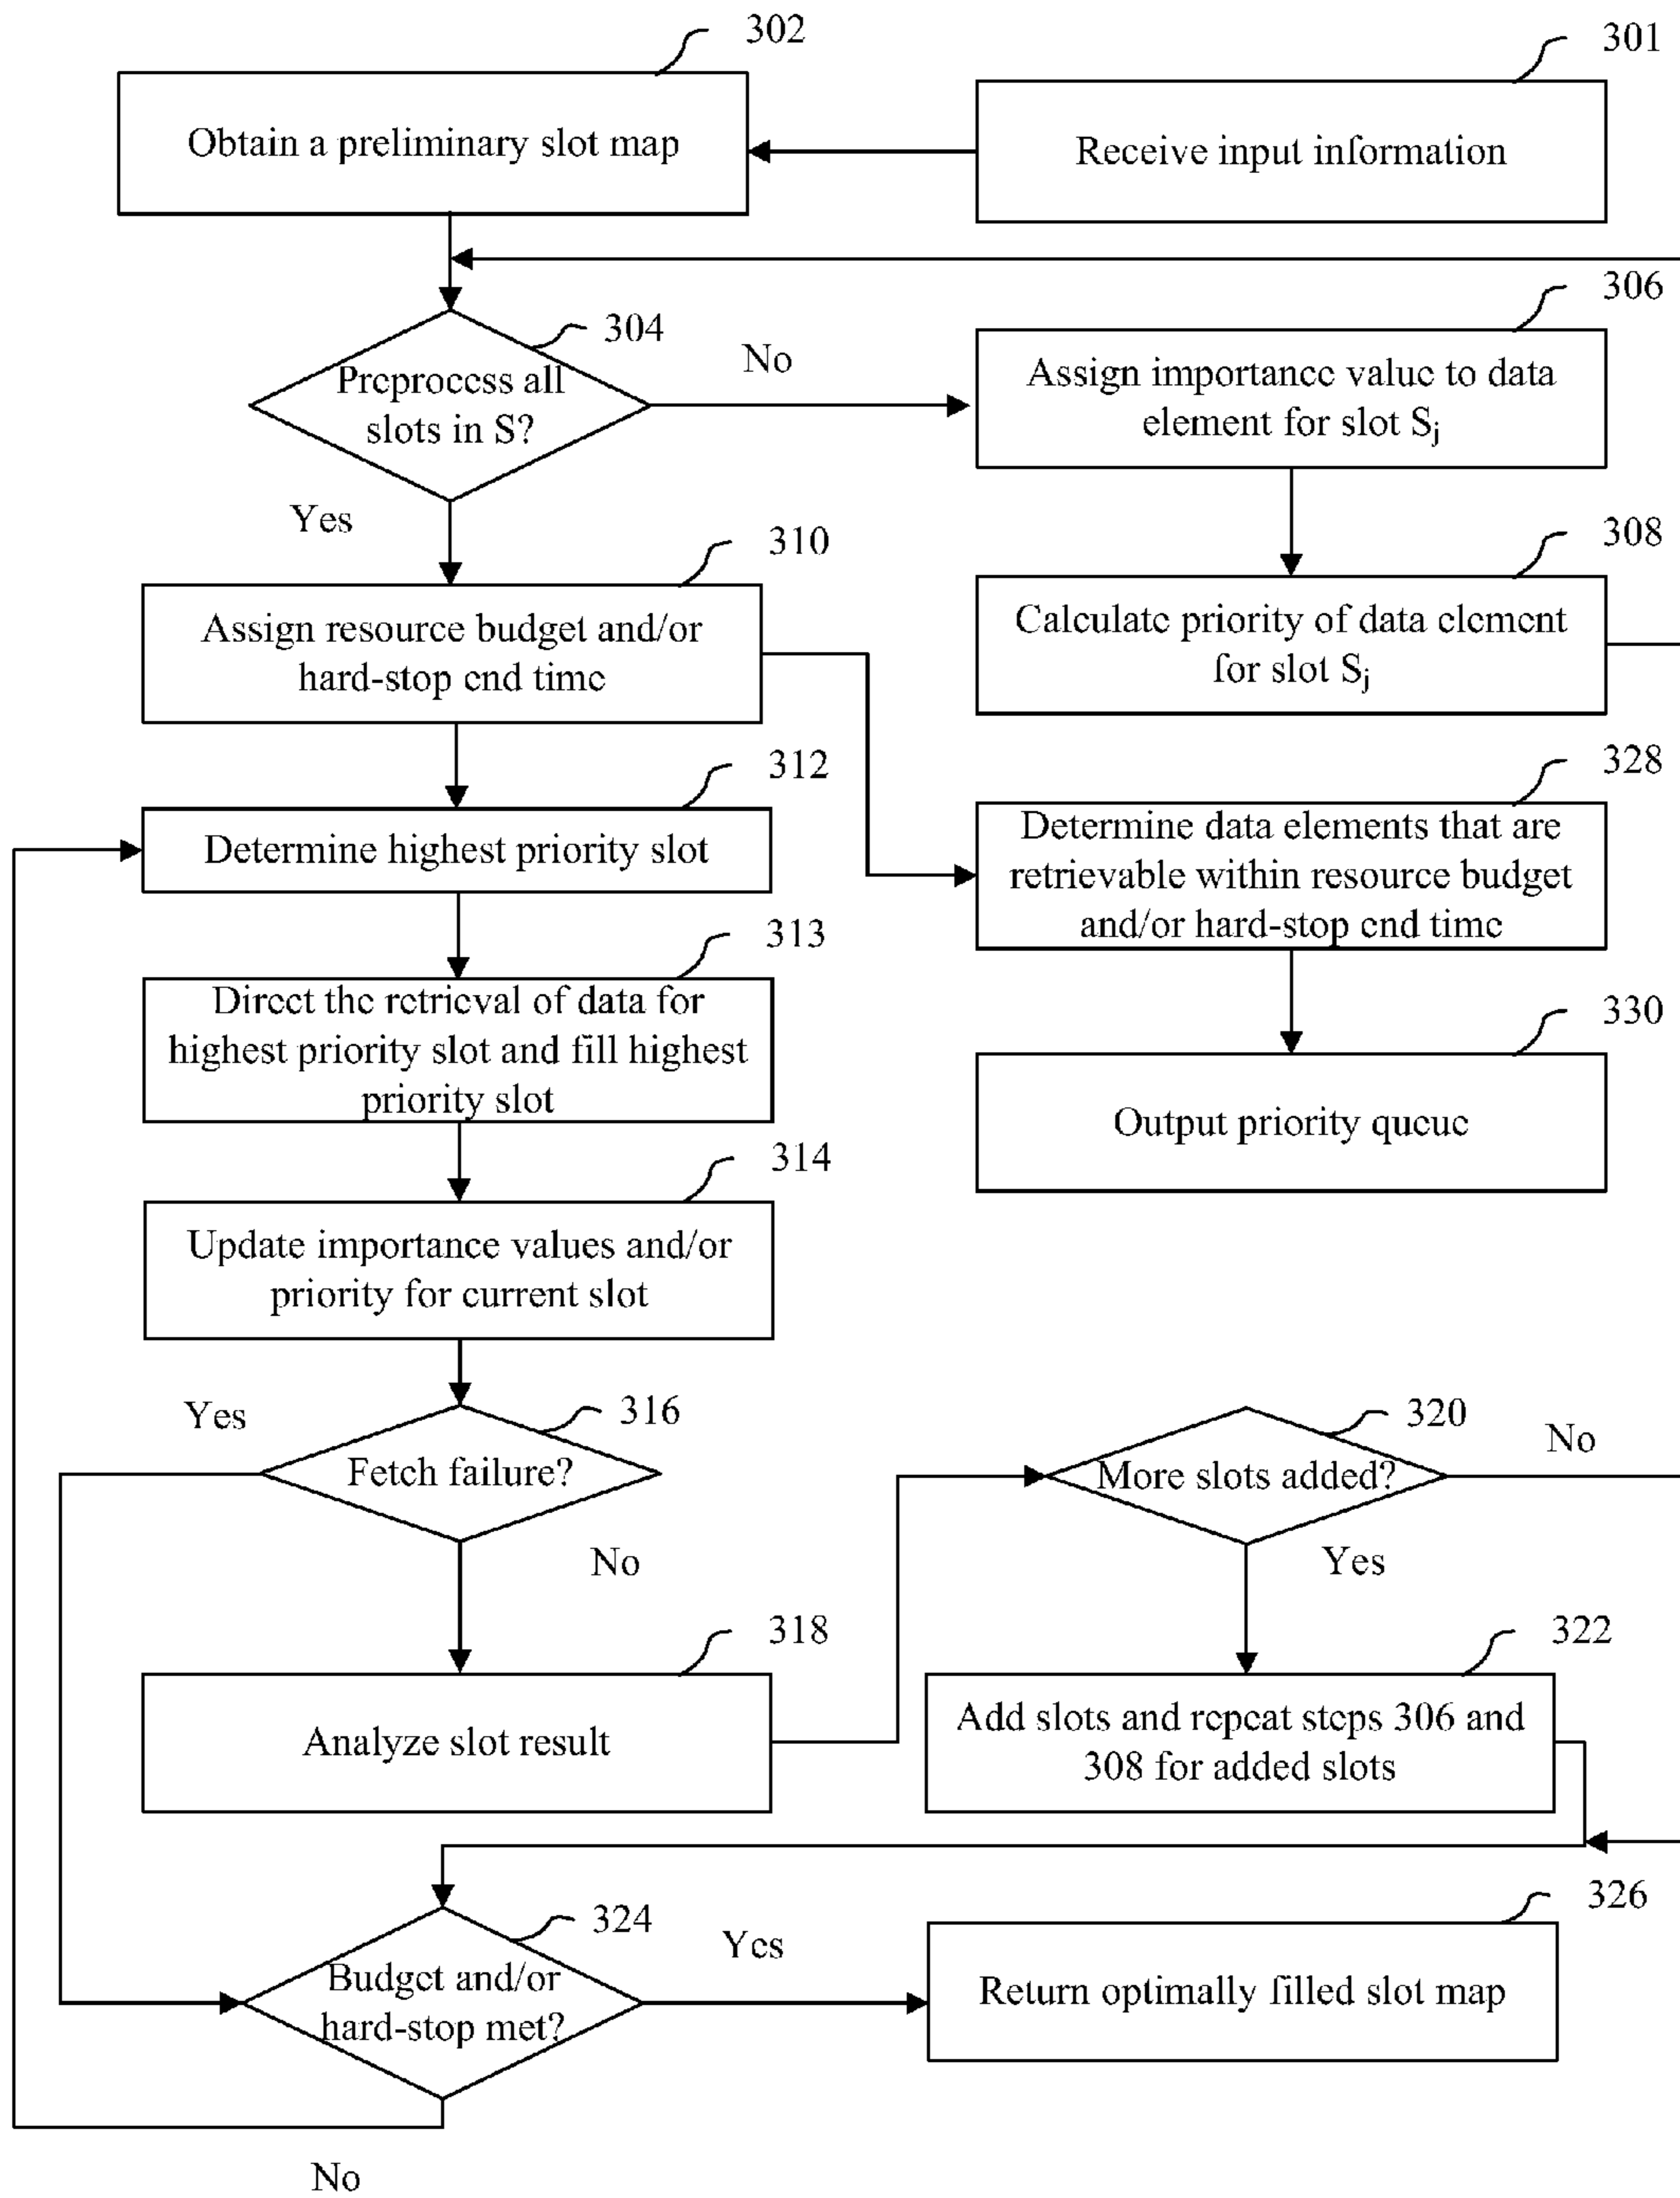 302
301
Obtain a preliminary slot map
Receive input information
306
304
No
Preprocess all
slots in S?
Assign importance value to data
element for slot Sj
Yes
310
308
Assign resource budget and/or
hard-stop end time
Calculate priority of data element
for slot Sj
312
328
Determine highest priority slot
Determine data elements that are
retrievable within resource budget
and/or hard-stop end time
313
Direct the retrieval of data for
highest priority slot and fill highest
priority slot
330
Output priority queue
314
Update importance values and/or
priority for current slot
Yes
316
320
No
Fetch failure?
More slots added?
No
Yes
318
322
Analyze slot result
Add slots and repeat steps 306 and
308 for added slots
324
326
Yes
Budget and/or
hard-stop met?
Return optimally filled slot map
No